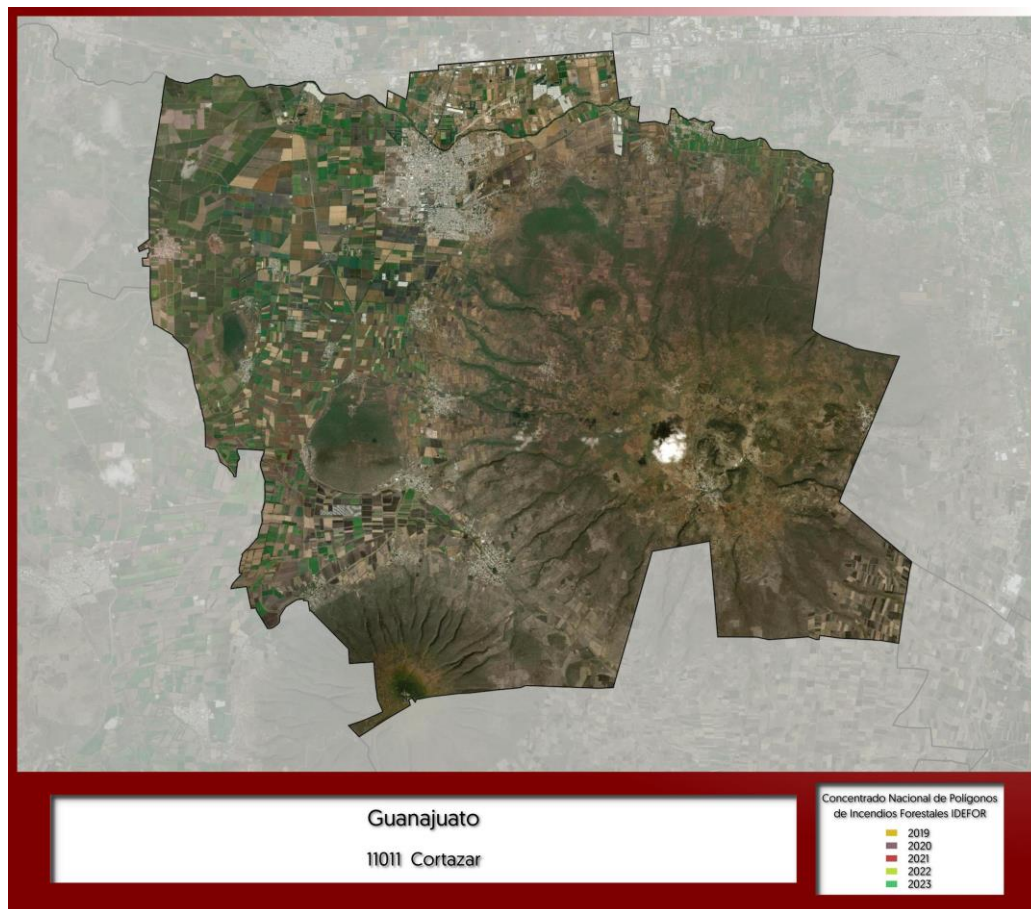 Guanajuato
11011 Cortazar
Concentrado Nacional de Polígonos
de Incendios Forestales IDEFOR
2019
2020
2021
2022
2023